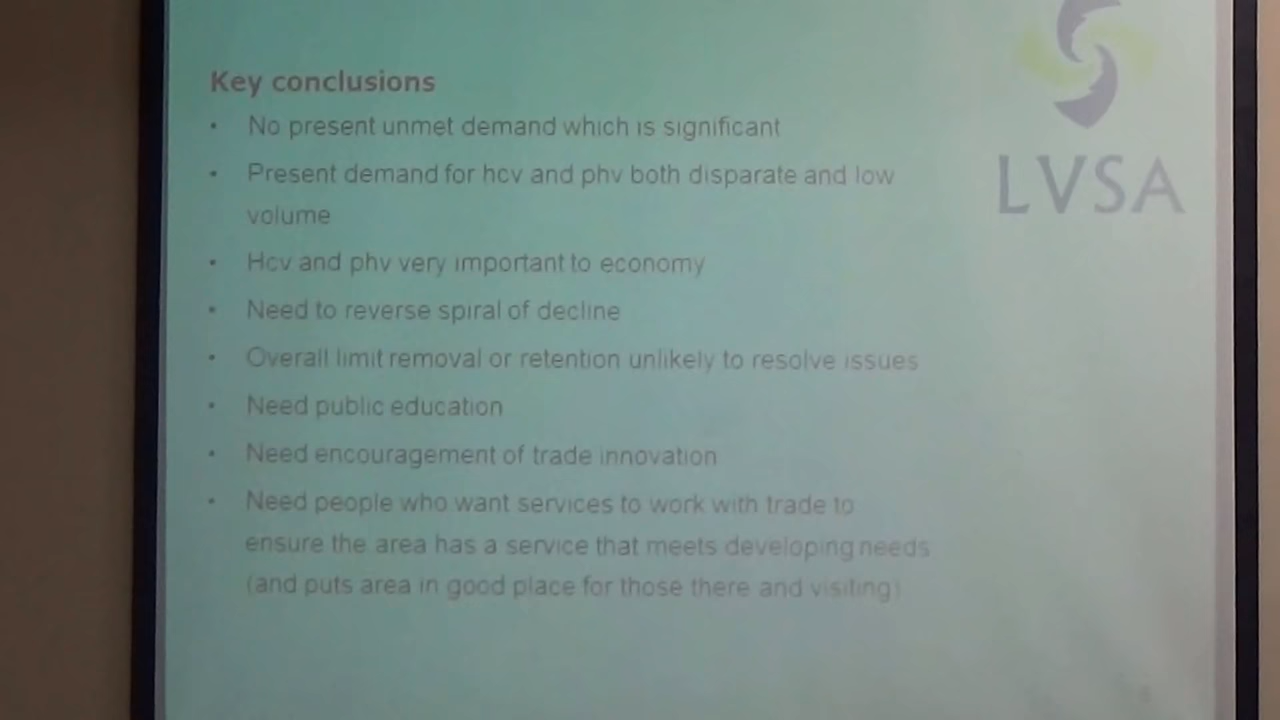 Key conclusions
• No present unmet demand which is significant
• Present demand for hcv and phv both disparate and low
volume
• Hcv and phv very important to economy
• Need to reverse spiral of decline
• Overall limit removal or retention unlikely to resolve issues
• Need public education
• Need encouragement of trade innovation
• Need people who want services to work with trade to
ensure the area has a service that meets developing needs
(and puts area in good place for those there and visiting)
LVSA